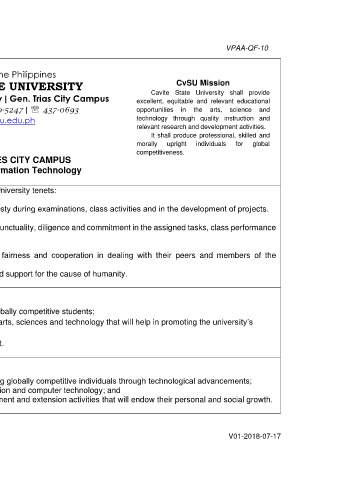 VPAA-QF-10
he Philippines
E UNIVERSITY
y | Gen. Trias City Campus
-5247 | ☏ 437-0693
u.edu.ph
CvSU Mission
Cavite State University shall provide
excellent, equitable and relevant educational
opportunities in the arts, science and
technology through quality instruction and
relevant research and development activities.
It shall produce professional, skilled and
morally upright individuals for global
competitiveness.
ES CITY CAMPUS
rmation Technology
niversity tenets:
sty during examinations, class activities and in the development of projects.
unctuality, diligence and commitment in the assigned tasks, class performance
fairness and cooperation in dealing with their peers and members of the
d support for the cause of humanity.
bally competitive students;
arts, sciences and technology that will help in promoting the university's
t.
g globally competitive individuals through technological advancements;
ion and computer technology; and
nent and extension activities that will endow their personal and social growth.
V01-2018-07-17